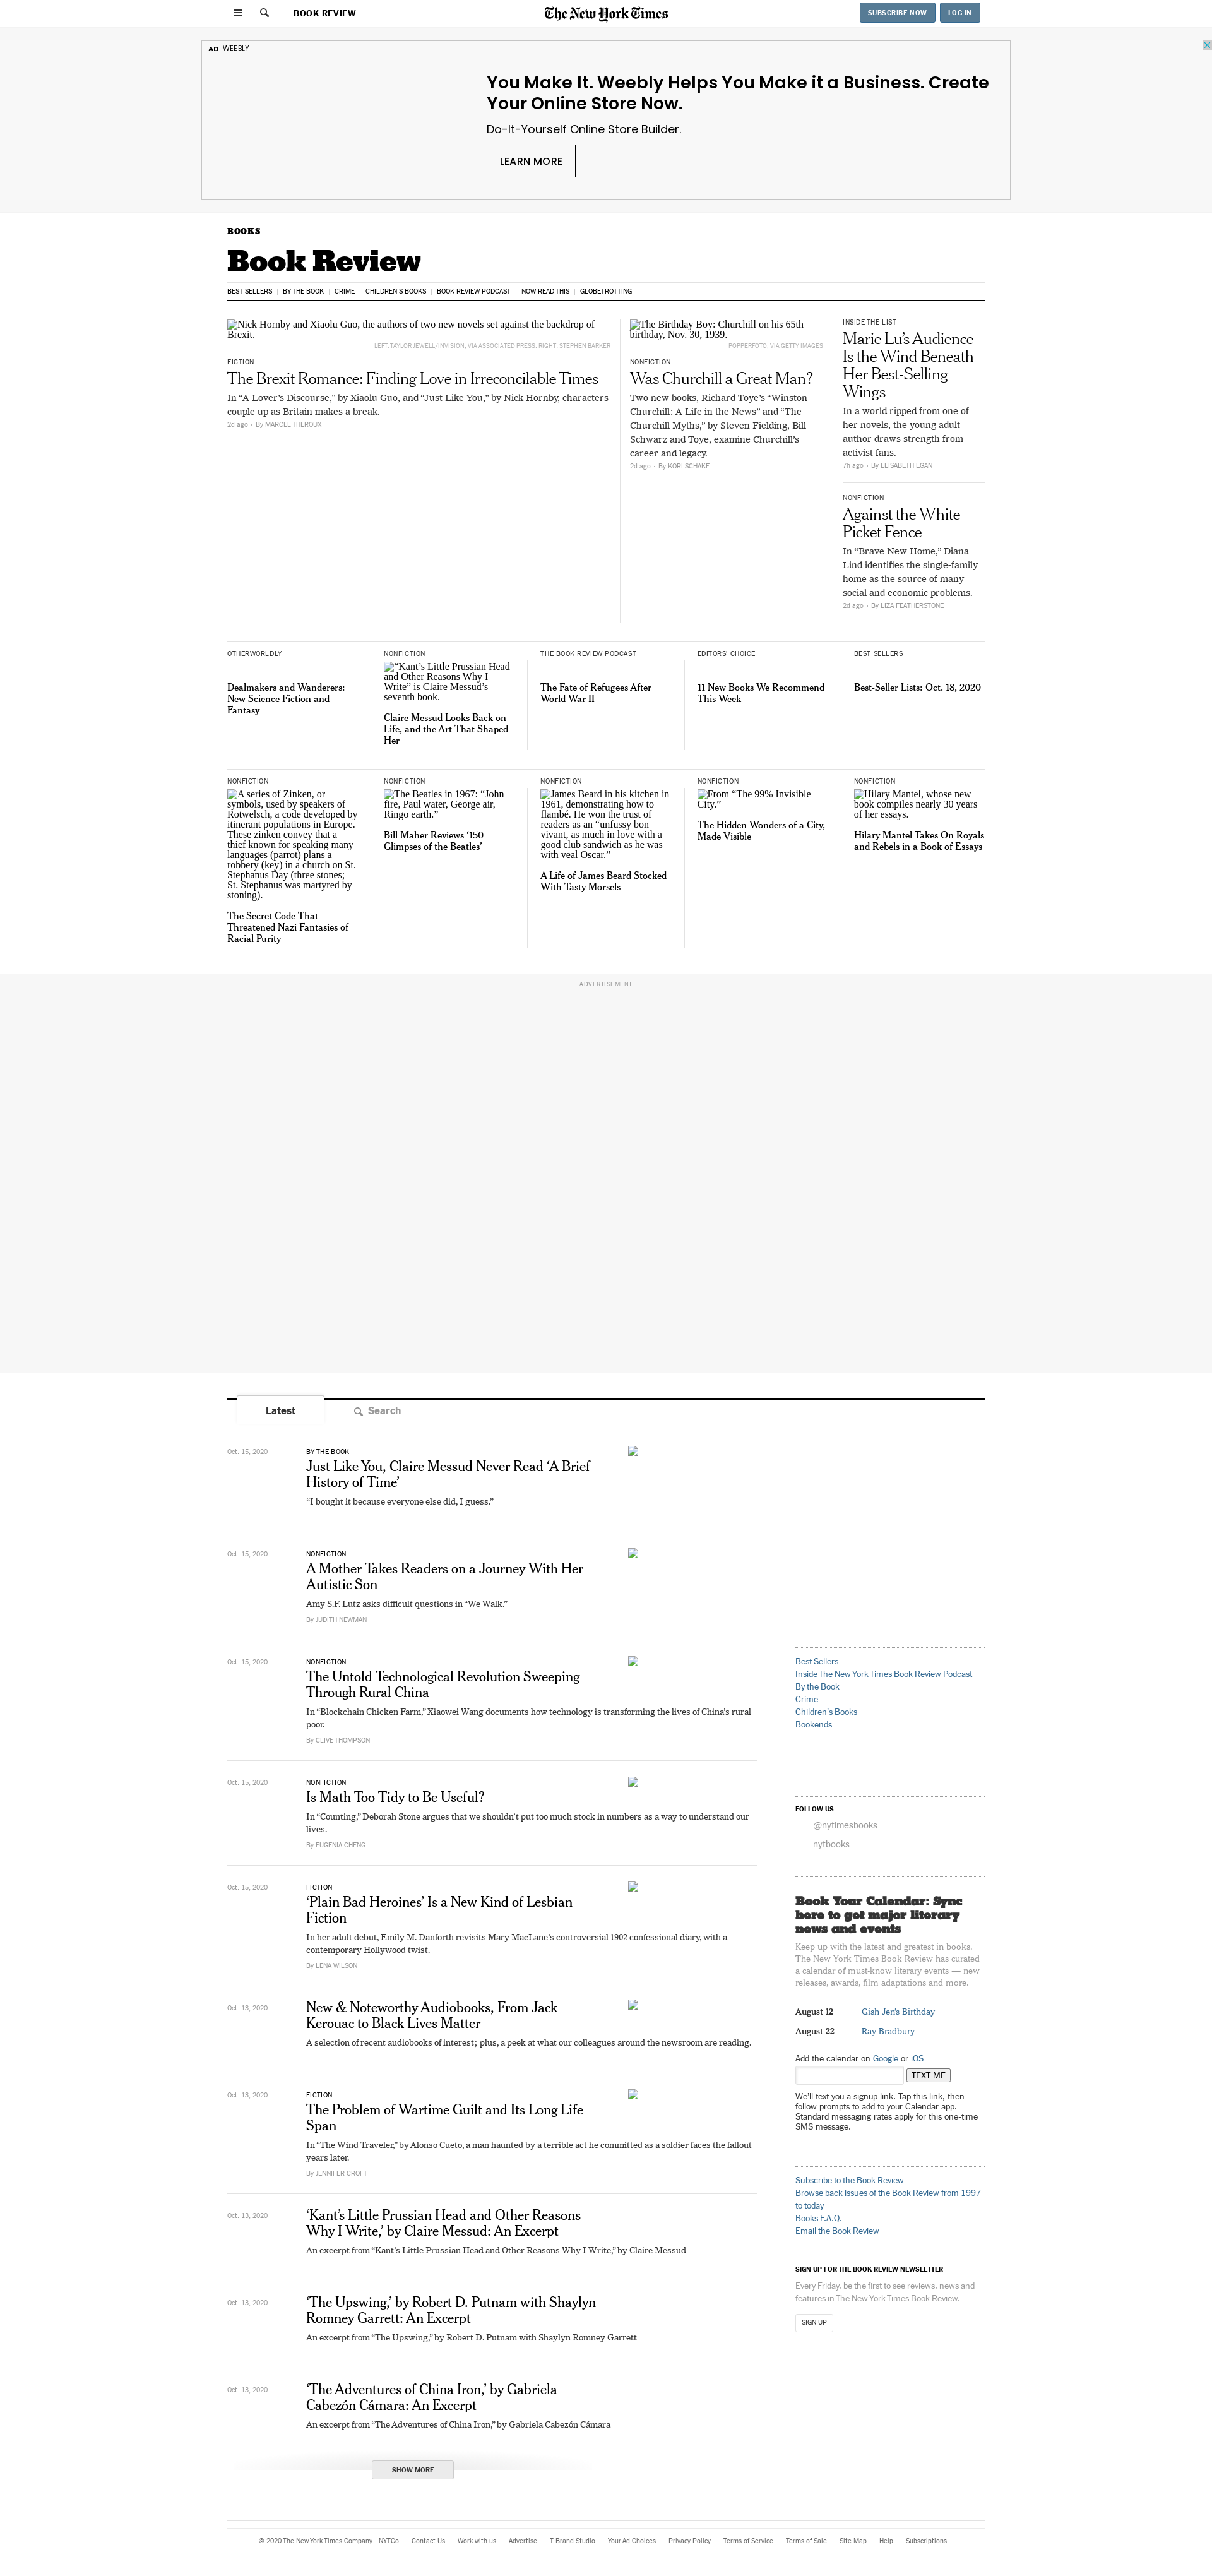 BOOK REVIEW
The New York Times
SUBSCRIBE NOW
LOG IN
AD WEEBLY
You Make It. Weebly Helps You Make it a Business. Create
Your Online Store Now.
Do-It-Yourself Online Store Builder.
LEARN MORE
BOOKS
Book Review
BEST SELLERS
BY THE BOOK
CRIME
CHILDREN'S BOOKS
BOOK REVIEW PODCAST
NOW READ THIS
GLOBETROTTING
Nick Hornby and Xiaolu Guo, the authors of two new novels set against the backdrop of
Brexit.
LEFT: TAYLOR JEWELL/INVISION, VIA ASSOCIATED PRESS. RIGHT: STEPHEN BARKER
FICTION
The Brexit Romance: Finding Love in Irreconcilable Times
In “A Lover’s Discourse,” by Xiaolu Guo, and “Just Like You,” by Nick Hornby, characters
couple up as Britain makes a break.
2d ago • By MARCEL THEROUX
The Birthday Boy: Churchill on his 65th
birthday, Nov. 30, 1939.
POPPERFOTO, VIA GETTY IMAGES
NONFICTION
Was Churchill a Great Man?
Two new books, Richard Toye’s “Winston
Churchill: A Life in the News” and “The
Churchill Myths,” by Steven Fielding, Bill
Schwarz and Toye, examine Churchill’s
career and legacy.
2d ago • By KORI SCHAKE
INSIDE THE LIST
Marie Lu’s Audience
Is the Wind Beneath
Her Best-Selling
Wings
In a world ripped from one of
her novels, the young adult
author draws strength from
activist fans.
7h ago • By ELISABETH EGAN
NONFICTION
Against the White
Picket Fence
In “Brave New Home,” Diana
Lind identifies the single-family
home as the source of many
social and economic problems.
2d ago • By LIZA FEATHERSTONE
OTHERWORLDLY
Dealmakers and Wanderers:
New Science Fiction and
Fantasy
NONFICTION
“Kant’s Little Prussian Head
and Other Reasons Why I
Write” is Claire Messud’s
seventh book.
Claire Messud Looks Back on
Life, and the Art That Shaped
Her
THE BOOK REVIEW PODCAST
The Fate of Refugees After
World War II
EDITORS’ CHOICE
11 New Books We Recommend
This Week
BEST SELLERS
Best-Seller Lists: Oct. 18, 2020
NONFICTION
A series of Zinken, or
symbols, used by speakers of
Rotwelsch, a code developed by
itinerant populations in Europe.
These zinken convey that a
thief known for speaking many
languages (parrot) plans a
robbery (key) in a church on St.
Stephanus Day (three stones;
St. Stephanus was martyred by
stoning).
The Secret Code That
Threatened Nazi Fantasies of
Racial Purity
NONFICTION
The Beatles in 1967: “John
fire, Paul water, George air,
Ringo earth.”
Bill Maher Reviews ‘150
Glimpses of the Beatles’
NONFICTION
James Beard in his kitchen in
1961, demonstrating how to
flambé. He won the trust of
readers as an “unfussy bon
vivant, as much in love with a
good club sandwich as he was
with veal Oscar.”
A Life of James Beard Stocked
With Tasty Morsels
NONFICTION
From “The 99% Invisible
City.”
The Hidden Wonders of a City,
Made Visible
NONFICTION
Hilary Mantel, whose new
book compiles nearly 30 years
of her essays.
Hilary Mantel Takes On Royals
and Rebels in a Book of Essays
ADVERTISEMENT
Latest
Search
Oct. 15, 2020
BY THE BOOK
Just Like You, Claire Messud Never Read ‘A Brief
History of Time’
“I bought it because everyone else did, I guess.”
Oct. 15, 2020
NONFICTION
A Mother Takes Readers on a Journey With Her
Autistic Son
Amy S.F. Lutz asks difficult questions in “We Walk.”
By JUDITH NEWMAN
Oct. 15, 2020
NONFICTION
The Untold Technological Revolution Sweeping
Through Rural China
In “Blockchain Chicken Farm,” Xiaowei Wang documents how technology is transforming the lives of China’s rural
poor.
By CLIVE THOMPSON
Oct. 15, 2020
NONFICTION
Is Math Too Tidy to Be Useful?
In “Counting,” Deborah Stone argues that we shouldn’t put too much stock in numbers as a way to understand our
lives.
By EUGENIA CHENG
Oct. 15, 2020
FICTION
‘Plain Bad Heroines’ Is a New Kind of Lesbian
Fiction
In her adult debut, Emily M. Danforth revisits Mary MacLane’s controversial 1902 confessional diary, with a
contemporary Hollywood twist.
By LENA WILSON
Oct. 13, 2020
New & Noteworthy Audiobooks, From Jack
Kerouac to Black Lives Matter
A selection of recent audiobooks of interest; plus, a peek at what our colleagues around the newsroom are reading.
Oct. 13, 2020
FICTION
The Problem of Wartime Guilt and Its Long Life
Span
In “The Wind Traveler,” by Alonso Cueto, a man haunted by a terrible act he committed as a soldier faces the fallout
years later.
By JENNIFER CROFT
Oct. 13, 2020
‘Kant’s Little Prussian Head and Other Reasons
Why I Write,’ by Claire Messud: An Excerpt
An excerpt from “Kant’s Little Prussian Head and Other Reasons Why I Write,” by Claire Messud
Oct. 13, 2020
‘The Upswing,’ by Robert D. Putnam with Shaylyn
Romney Garrett: An Excerpt
An excerpt from “The Upswing,” by Robert D. Putnam with Shaylyn Romney Garrett
Oct. 13, 2020
‘The Adventures of China Iron,’ by Gabriela
Cabezón Cámara: An Excerpt
An excerpt from “The Adventures of China Iron,” by Gabriela Cabezón Cámara
SHOW MORE
Best Sellers
Inside The New York Times Book Review Podcast
By the Book
Crime
Children’s Books
Bookends
FOLLOW US
@nytimesbooks
nytbooks
Book Your Calendar: Sync
here to get major literary
news and events
Keep up with the latest and greatest in books.
The New York Times Book Review has curated
a calendar of must-know literary events — new
releases, awards, film adaptations and more.
August 12 Gish Jen’s Birthday
August 22 Ray Bradbury
Add the calendar on Google or iOS
TEXT ME
We’ll text you a signup link. Tap this link, then
follow prompts to add to your Calendar app.
Standard messaging rates apply for this one-time
SMS message.
Subscribe to the Book Review
Browse back issues of the Book Review from 1997
to today
Books F.A.Q.
Email the Book Review
SIGN UP FOR THE BOOK REVIEW NEWSLETTER
Every Friday, be the first to see reviews, news and
features in The New York Times Book Review.
SIGN UP
© 2020 The New York Times Company
NYTCo
Contact Us
Work with us
Advertise
T Brand Studio
Your Ad Choices
Privacy Policy
Terms of Service
Terms of Sale
Site Map
Help
Subscriptions